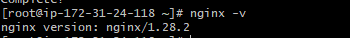 [root@ip-172-31-24-118 ~]# nginx -v
nginx version: nginx/1.28.2